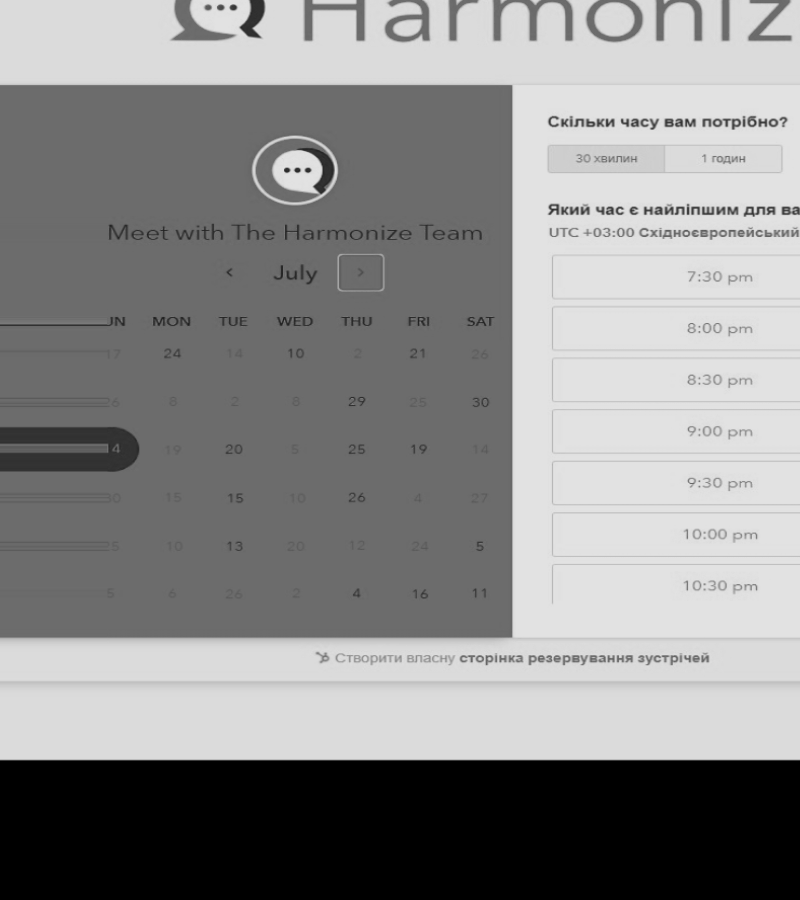 Harmoniz
Meet with The Harmonize Team
July
UN MON TUE WED THU FRI SAT
17 24 14 10 2 21 26
26 8 2 8 29 25 30
4 19 20 5 25 19 14
30 15 15 10 26 4 27
25 10 13 20 12 24 5
5 6 26 2 4 16 11
Скільки часу вам потрібно?
30 хвилин 1 годин
Який час є найліпшим для ва
UTC +03:00 Східноєвропейський
7:30 pm
8:00 pm
8:30 pm
9:00 pm
9:30 pm
10:00 pm
10:30 pm
Створити власну сторінка резервування зустрічей